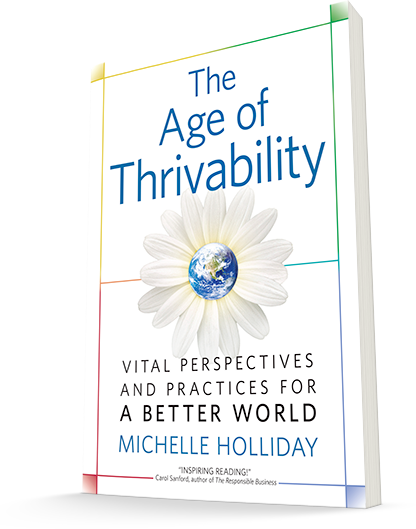 The
Age of
Thrivability
VITAL PERSPECTIVES
AND PRACTICES FOR
A BETTER WORLD
MICHELLE HOLLIDAY
"INSPIRING READING!"
Carol Sanford, author of The Responsible Business